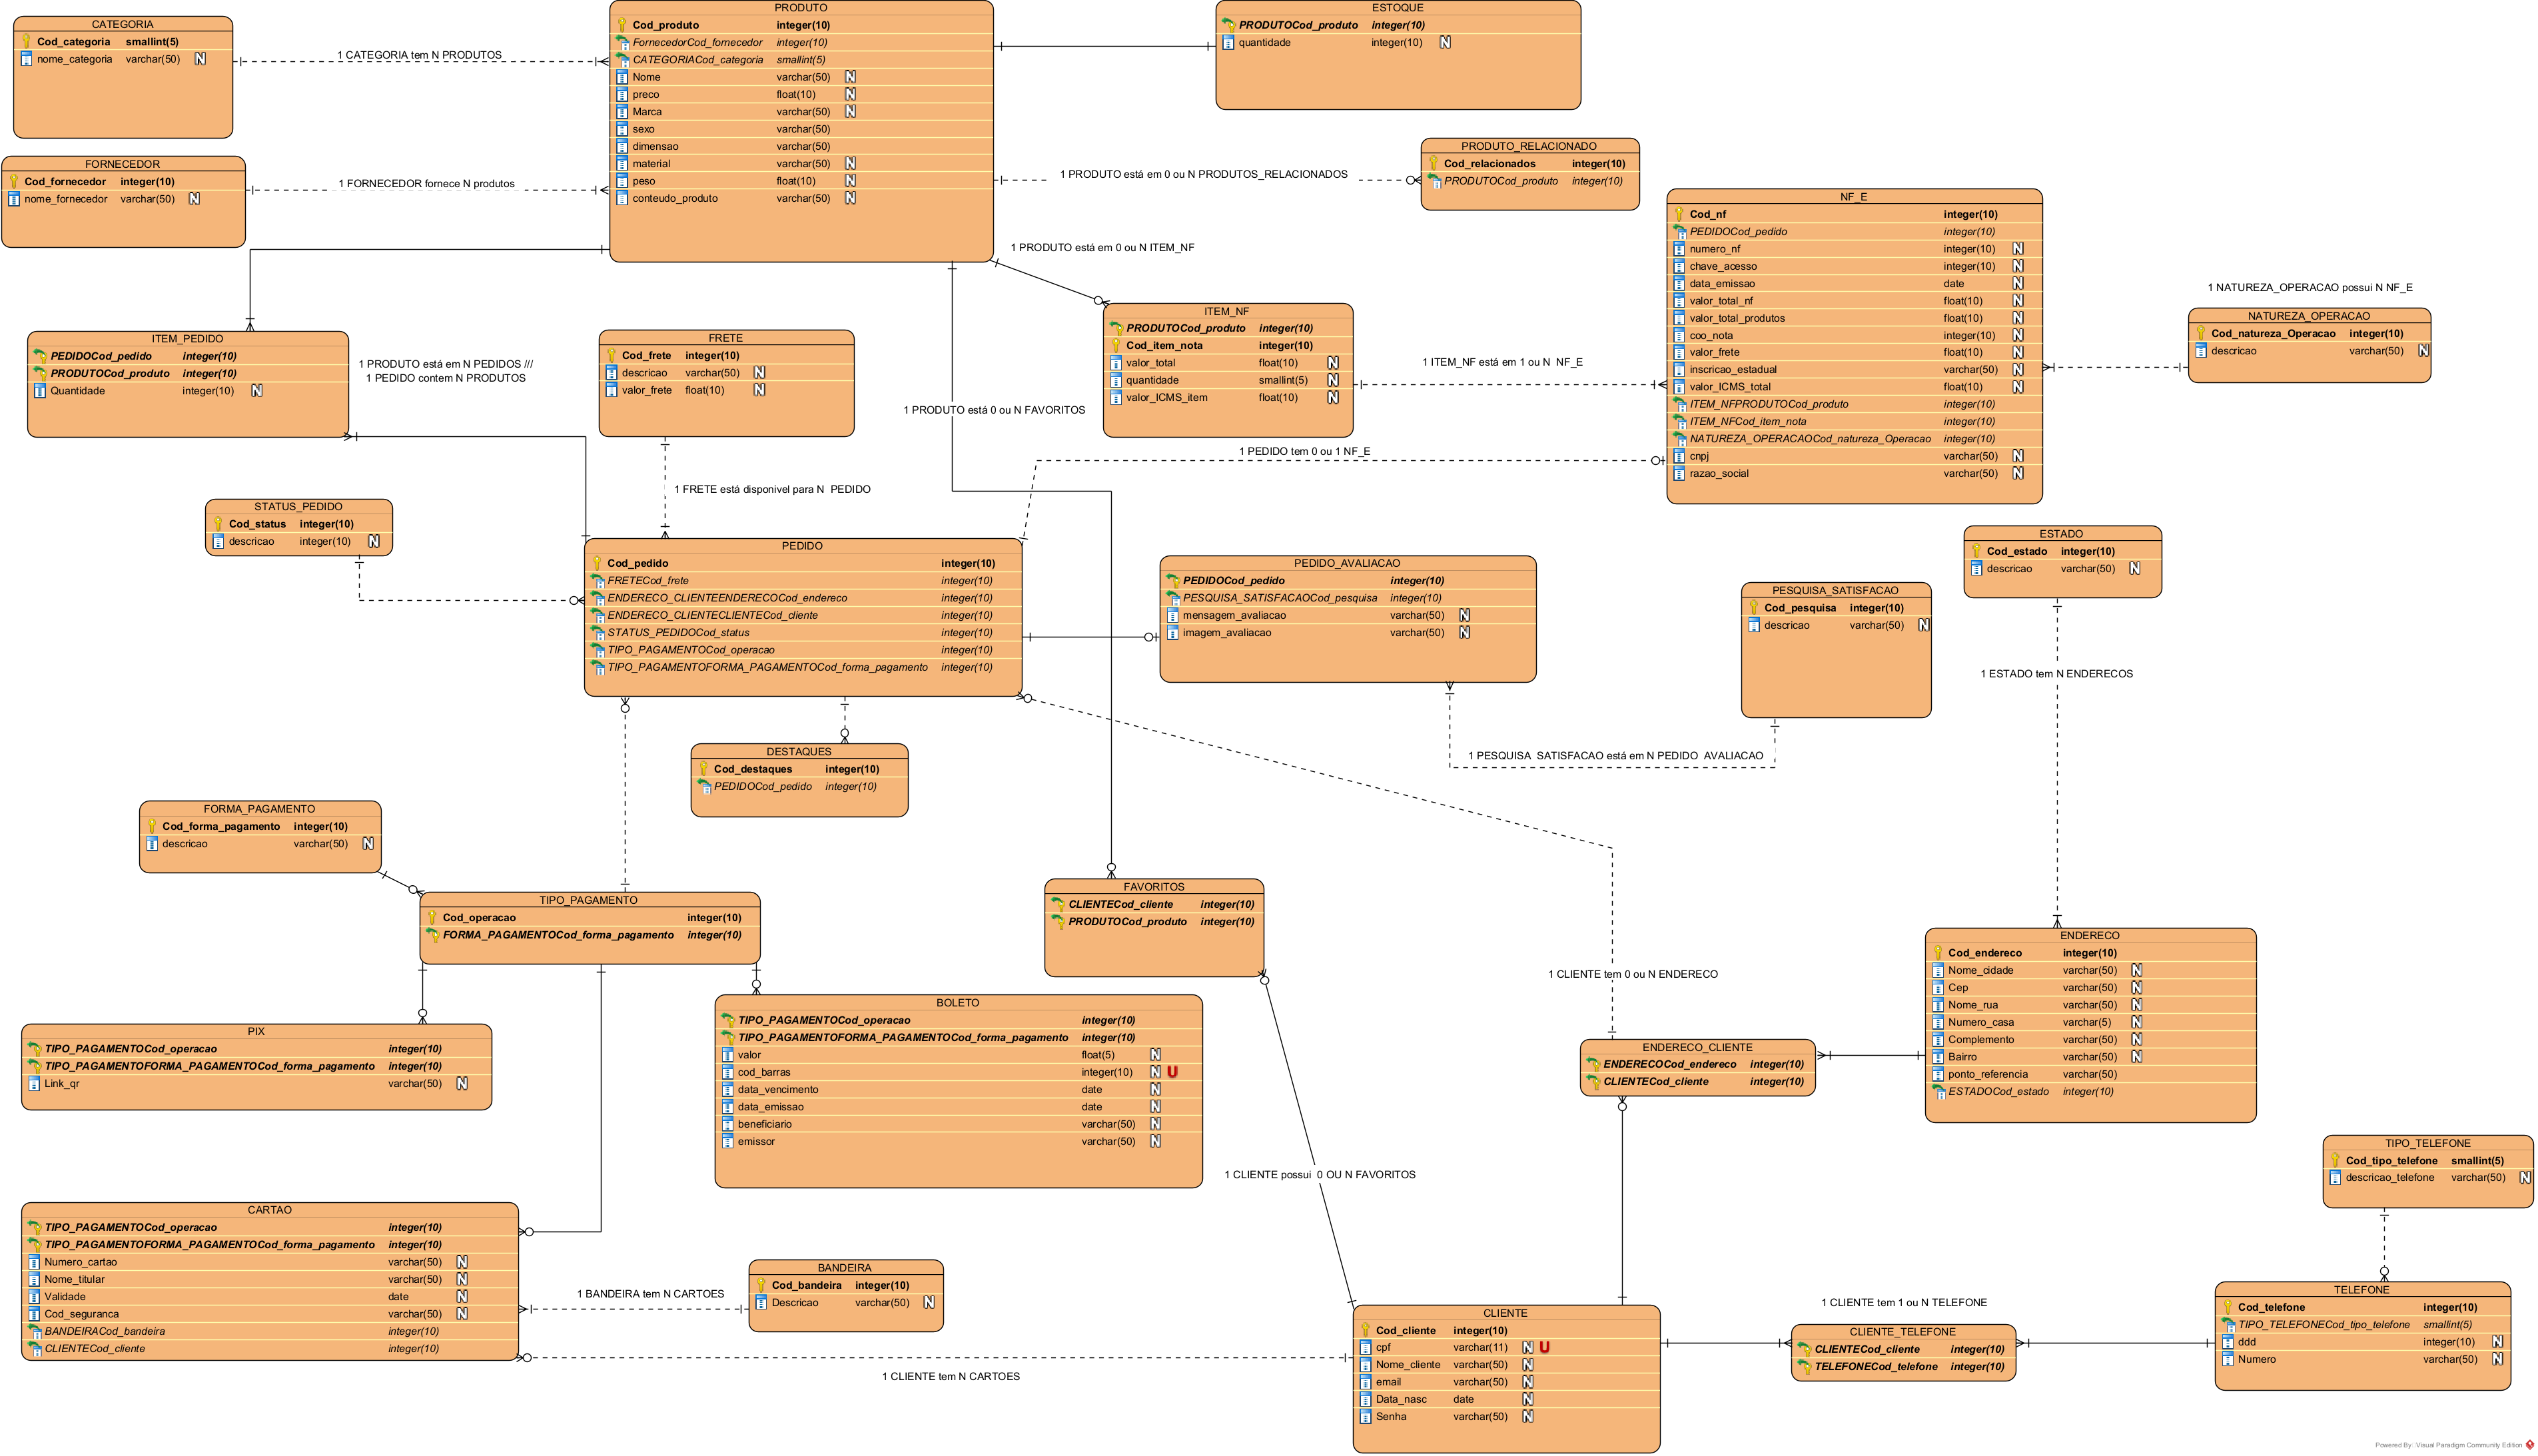 CATEGORIA
Cod_categoria smallint(5)
nome_categoria varchar(50) N
1 CATEGORIA tem N PRODUTOS
PRODUTO
Cod_produto integer(10)
FornecedorCod_fornecedor integer(10)
CATEGORIACod_categoria smallint(5)
Nome varchar(50) N
preco float(10) N
Marca varchar(50) N
sexo varchar(50)
dimensao varchar(50)
material varchar(50) N
peso float(10) N
conteudo_produto varchar(50) N
ESTOQUE
PRODUTOCod_produto integer(10)
quantidade integer(10) N
FORNECEDOR
Cod_fornecedor integer(10)
nome_fornecedor varchar(50) N
1 FORNECEDOR fornece N produtos
1 PRODUTO está em 0 ou N PRODUTOS_RELACIONADOS
PRODUTO_RELACIONADO
Cod_relacionados integer(10)
PRODUTOCod_produto integer(10)
1 PRODUTO está em 0 ou N ITEM_NF
NF_E
Cod_nf integer(10)
PEDIDOCod_pedido integer(10)
numero_nf integer(10) N
chave_acesso integer(10) N
data_emissao date N
valor_total_nf float(10) N
valor_total_produtos float(10) N
coo_nota integer(10) N
valor_frete float(10) N
inscricao_estadual varchar(50) N
valor_ICMS_total float(10) N
ITEM_NFPRODUTOCod_produto integer(10)
ITEM_NFCod_item_nota integer(10)
NATUREZA_OPERACAOCod_natureza_Operacao integer(10)
cnpj varchar(50) N
razao_social varchar(50) N
1 NATUREZA_OPERACAO possui N NF_E
NATUREZA_OPERACAO
Cod_natureza_Operacao integer(10)
descricao varchar(50) N
ITEM_PEDIDO
PEDIDOCod_pedido integer(10)
PRODUTOCod_produto integer(10)
Quantidade integer(10) N
1 PRODUTO está em N PEDIDOS ///
1 PEDIDO contem N PRODUTOS
FRETE
Cod_frete integer(10)
descricao varchar(50) N
valor_frete float(10) N
ITEM_NF
PRODUTOCod_produto integer(10)
Cod_item_nota integer(10)
valor_total float(10) N
quantidade smallint(5) N
valor_ICMS_item float(10) N
1 ITEM_NF está em 1 ou N NF_E
1 PRODUTO está 0 ou N FAVORITOS
1 PEDIDO tem 0 ou 1 NF_E
1 FRETE está disponivel para N PEDIDO
STATUS_PEDIDO
Cod_status integer(10)
descricao integer(10) N
PEDIDO
Cod_pedido integer(10)
FRETECod_frete integer(10)
ENDERECO_CLIENTEENDERECOCod_endereco integer(10)
ENDERECO_CLIENTECLIENTECod_cliente integer(10)
STATUS_PEDIDOCod_status integer(10)
TIPO_PAGAMENTOCod_operacao integer(10)
TIPO_PAGAMENTOFORMA_PAGAMENTOCod_forma_pagamento integer(10)
PEDIDO_AVALIACAO
PEDIDOCod_pedido integer(10)
PESQUISA_SATISFACAOCod_pesquisa integer(10)
mensagem_avaliacao varchar(50) N
imagem_avaliacao varchar(50) N
PESQUISA_SATISFACAO
Cod_pesquisa integer(10)
descricao varchar(50) N
ESTADO
Cod_estado integer(10)
descricao varchar(50) N
1 ESTADO tem N ENDERECOS
1 PESQUISA_SATISFACAO está em N PEDIDO_AVALIACAO
DESTAQUES
Cod_destaques integer(10)
PEDIDOCod_pedido integer(10)
FORMA_PAGAMENTO
Cod_forma_pagamento integer(10)
descricao varchar(50) N
TIPO_PAGAMENTO
Cod_operacao integer(10)
FORMA_PAGAMENTOCod_forma_pagamento integer(10)
FAVORITOS
CLIENTECod_cliente integer(10)
PRODUTOCod_produto integer(10)
1 CLIENTE tem 0 ou N ENDERECO
ENDERECO
Cod_endereco integer(10)
Nome_cidade varchar(50) N
Cep varchar(50) N
Nome_rua varchar(50) N
Numero_casa varchar(5) N
Complemento varchar(50) N
Bairro varchar(50) N
ponto_referencia varchar(50)
ESTADOCod_estado integer(10)
PIX
TIPO_PAGAMENTOCod_operacao integer(10)
TIPO_PAGAMENTOFORMA_PAGAMENTOCod_forma_pagamento integer(10)
Link_qr varchar(50) N
BOLETO
TIPO_PAGAMENTOCod_operacao integer(10)
TIPO_PAGAMENTOFORMA_PAGAMENTOCod_forma_pagamento integer(10)
valor float(5) N
cod_barras integer(10) N U
data_vencimento date N
data_emissao date N
beneficiario varchar(50) N
emissor varchar(50) N
ENDERECO_CLIENTE
ENDERECOCod_endereco integer(10)
CLIENTECod_cliente integer(10)
1 CLIENTE possui 0 OU N FAVORITOS
TIPO_TELEFONE
Cod_tipo_telefone smallint(5)
descricao_telefone varchar(50) N
CARTAO
TIPO_PAGAMENTOCod_operacao integer(10)
TIPO_PAGAMENTOFORMA_PAGAMENTOCod_forma_pagamento integer(10)
Numero_cartao varchar(50) N
Nome_titular varchar(50) N
Validade date N
Cod_seguranca varchar(50) N
BANDEIRACod_bandeira integer(10)
CLIENTECod_cliente integer(10)
1 BANDEIRA tem N CARTOES
BANDEIRA
Cod_bandeira integer(10)
Descricao varchar(50) N
1 CLIENTE tem N CARTOES
CLIENTE
Cod_cliente integer(10)
cpf varchar(11) N U
Nome_cliente varchar(50) N
email varchar(50) N
Data_nasc date N
Senha varchar(50) N
1 CLIENTE tem 1 ou N TELEFONE
CLIENTE_TELEFONE
CLIENTECod_cliente integer(10)
TELEFONECod_telefone integer(10)
TELEFONE
Cod_telefone integer(10)
TIPO_TELEFONECod_tipo_telefone smallint(5)
ddd integer(10) N
Numero varchar(50) N
Powered By Visual Paradigm Community Edition